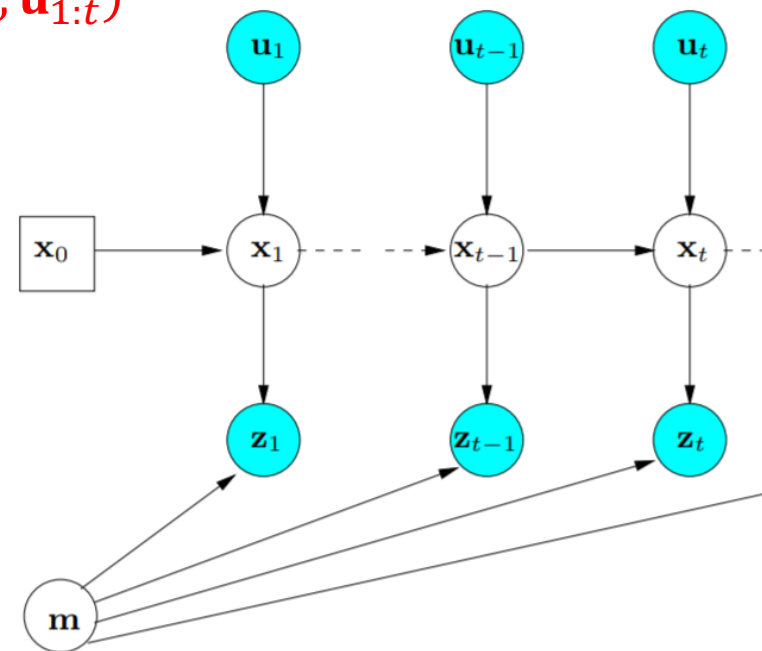 , 𝐮₁:ₜ)
u₁ uₜ₋₁ uₜ
x₀ x₁ xₜ₋₁ xₜ
z₁ zₜ₋₁ zₜ
m